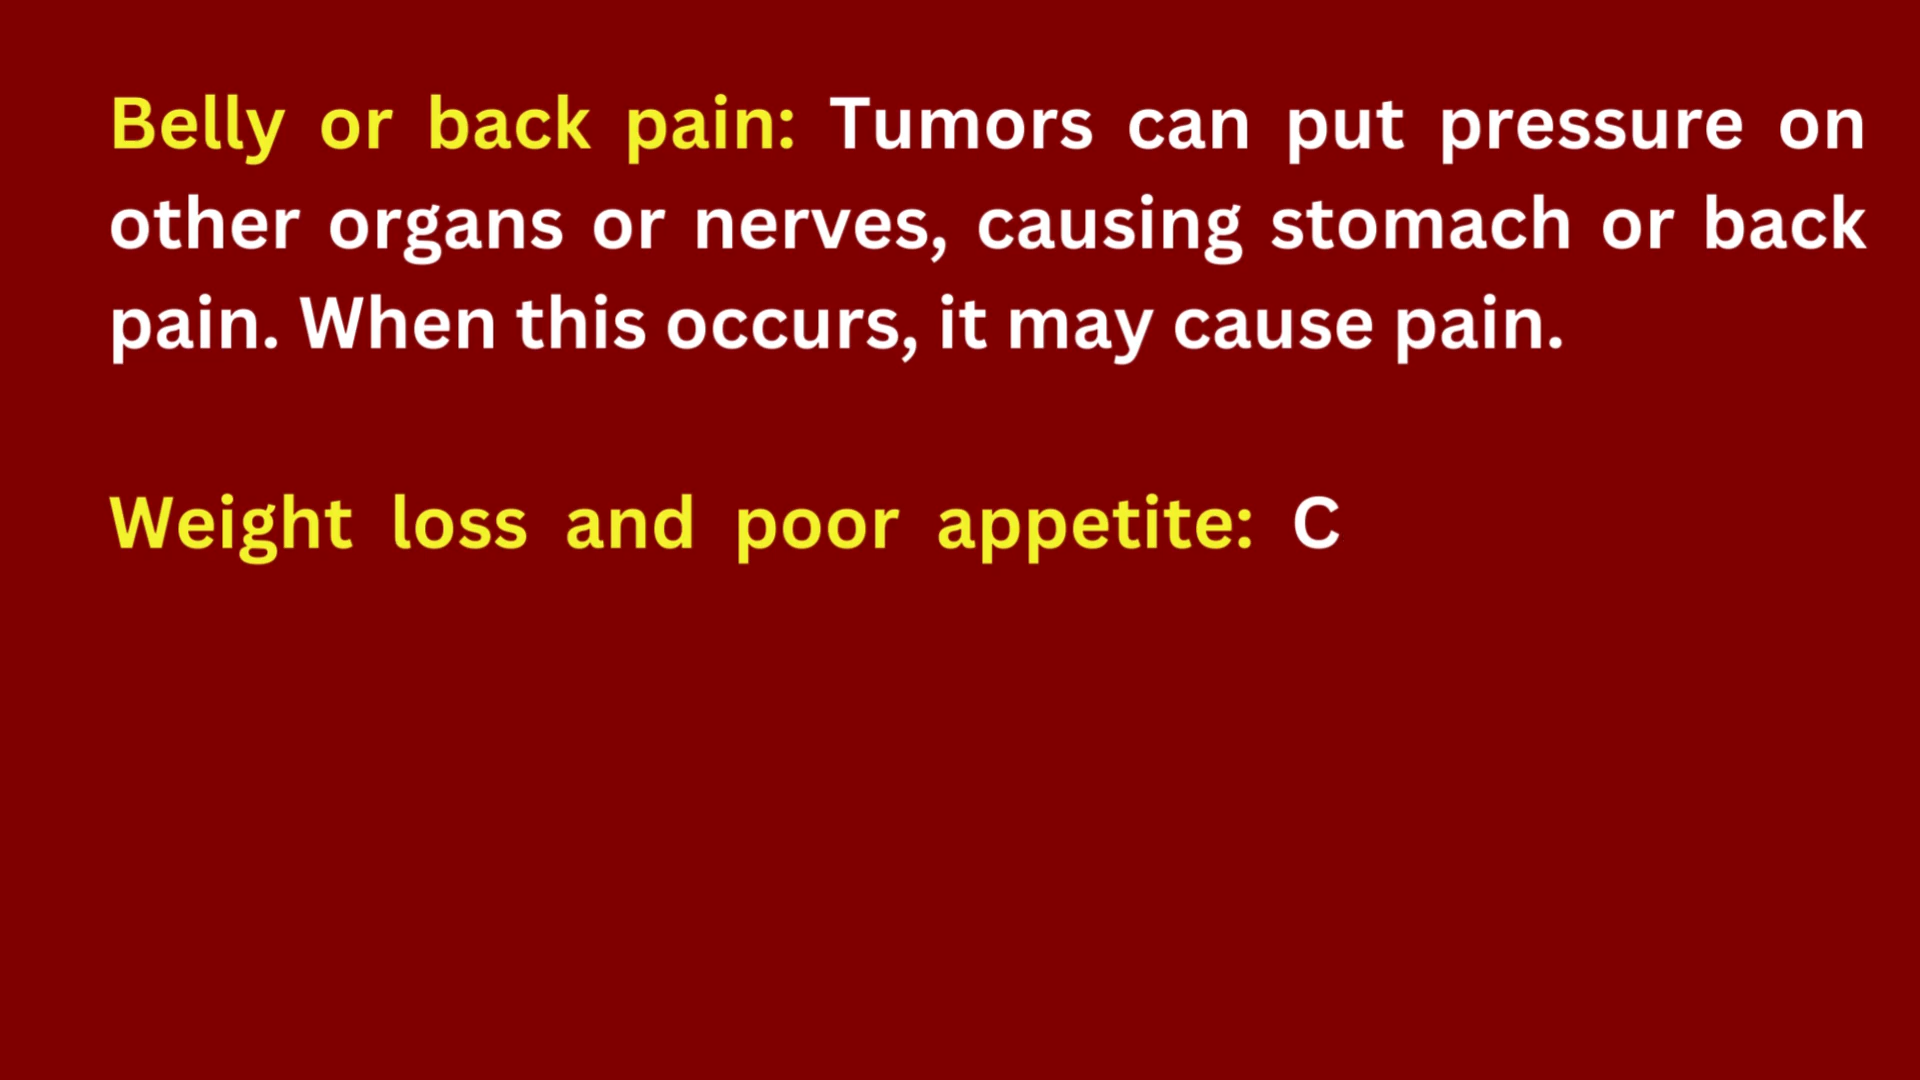 Belly or back pain: Tumors can put pressure on
other organs or nerves, causing stomach or back
pain. When this occurs, it may cause pain.
Weight loss and poor appetite: C